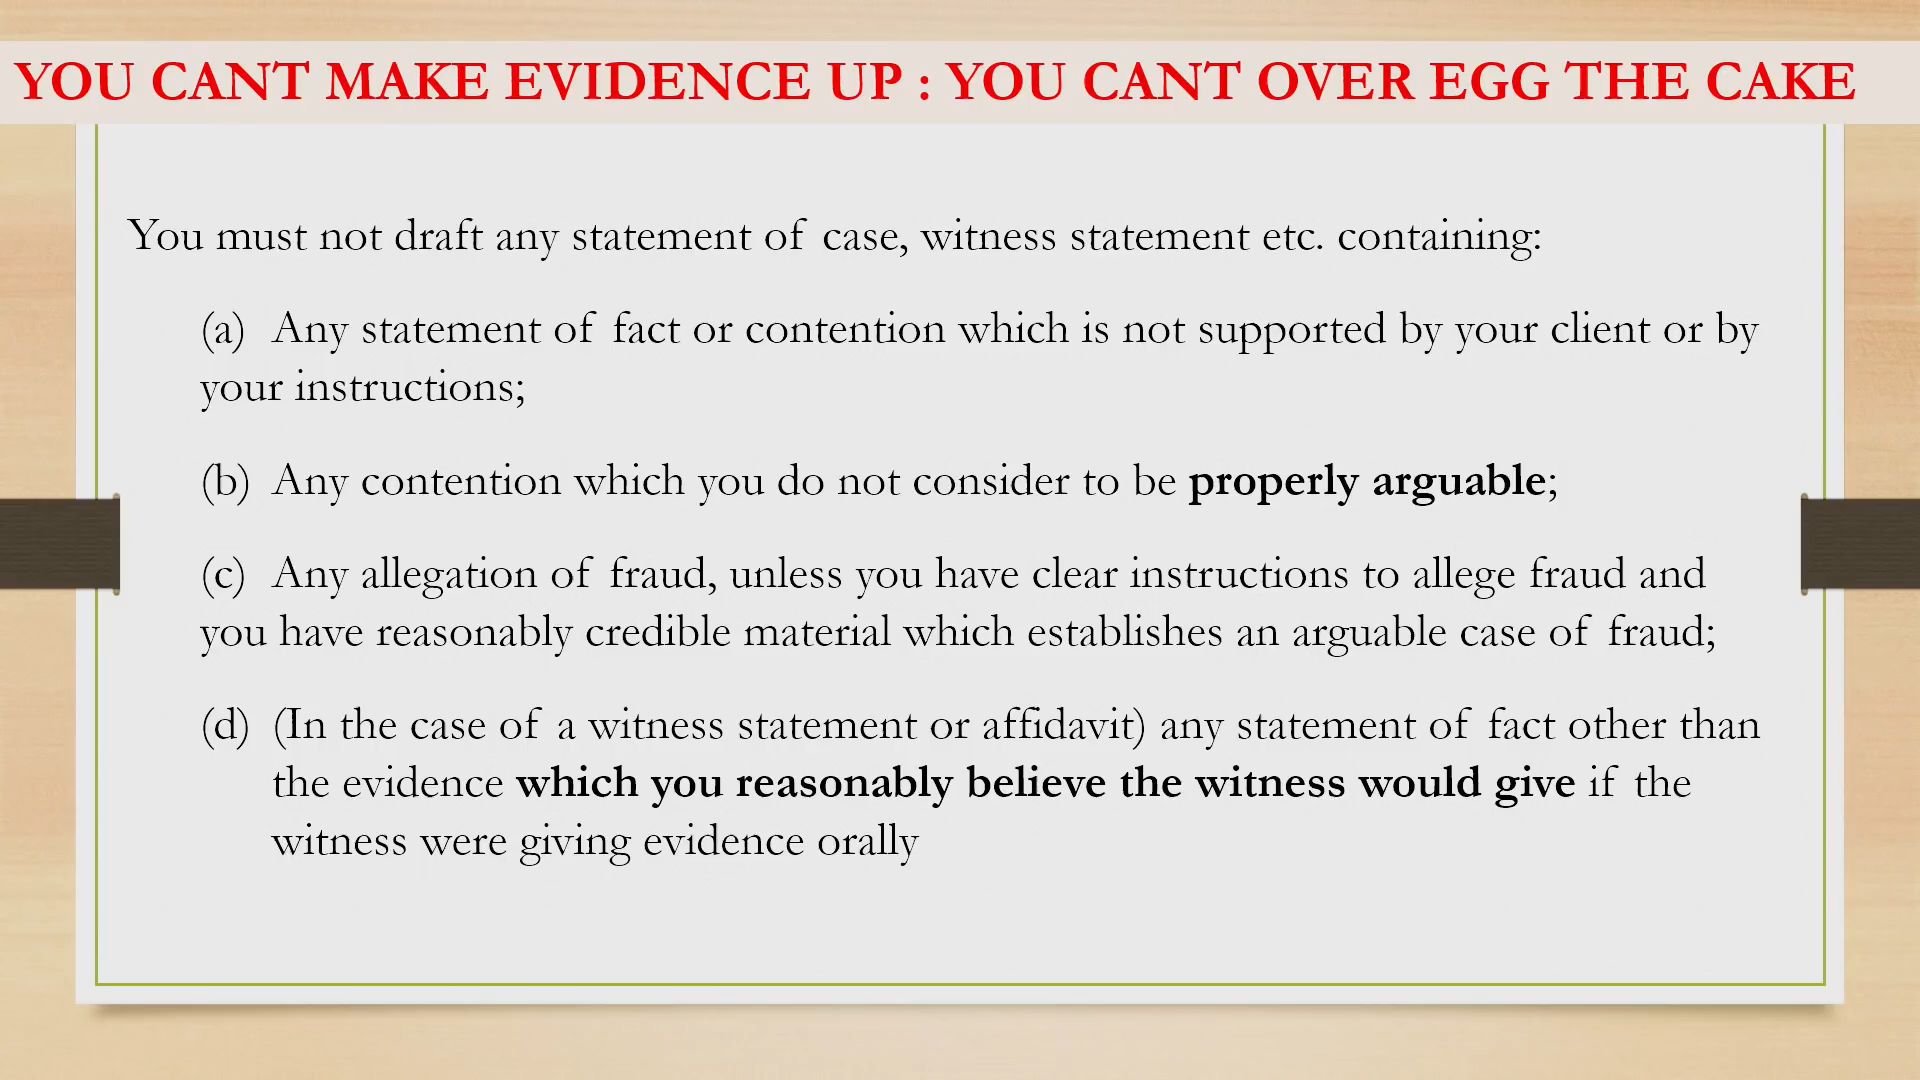 YOU CANT MAKE EVIDENCE UP : YOU CANT OVER EGG THE CAKE
You must not draft any statement of case, witness statement etc. containing:
(a) Any statement of fact or contention which is not supported by your client or by
your instructions;
(b) Any contention which you do not consider to be properly arguable;
(c) Any allegation of fraud, unless you have clear instructions to allege fraud and
you have reasonably credible material which establishes an arguable case of fraud;
(d) (In the case of a witness statement or affidavit) any statement of fact other than
the evidence which you reasonably believe the witness would give if the
witness were giving evidence orally